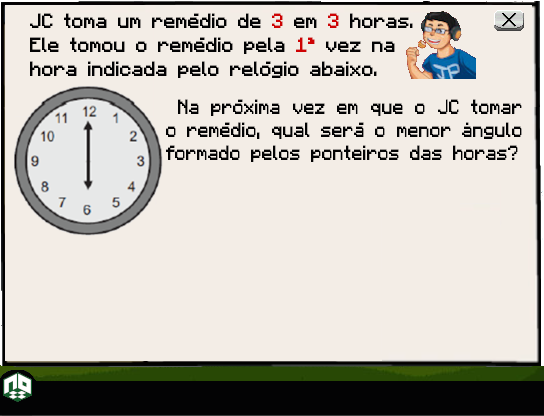 JC toma um remédio de 3 em 3 horas.
Ele tomou o remédio pela 1ª vez na
hora indicada pelo relógio abaixo.
Na próxima vez em que o JC tomar
o remédio, qual será o menor ângulo
formado pelos ponteiros das horas?
12
11 1
10 2
9 3
8 4
7 5
6
JP